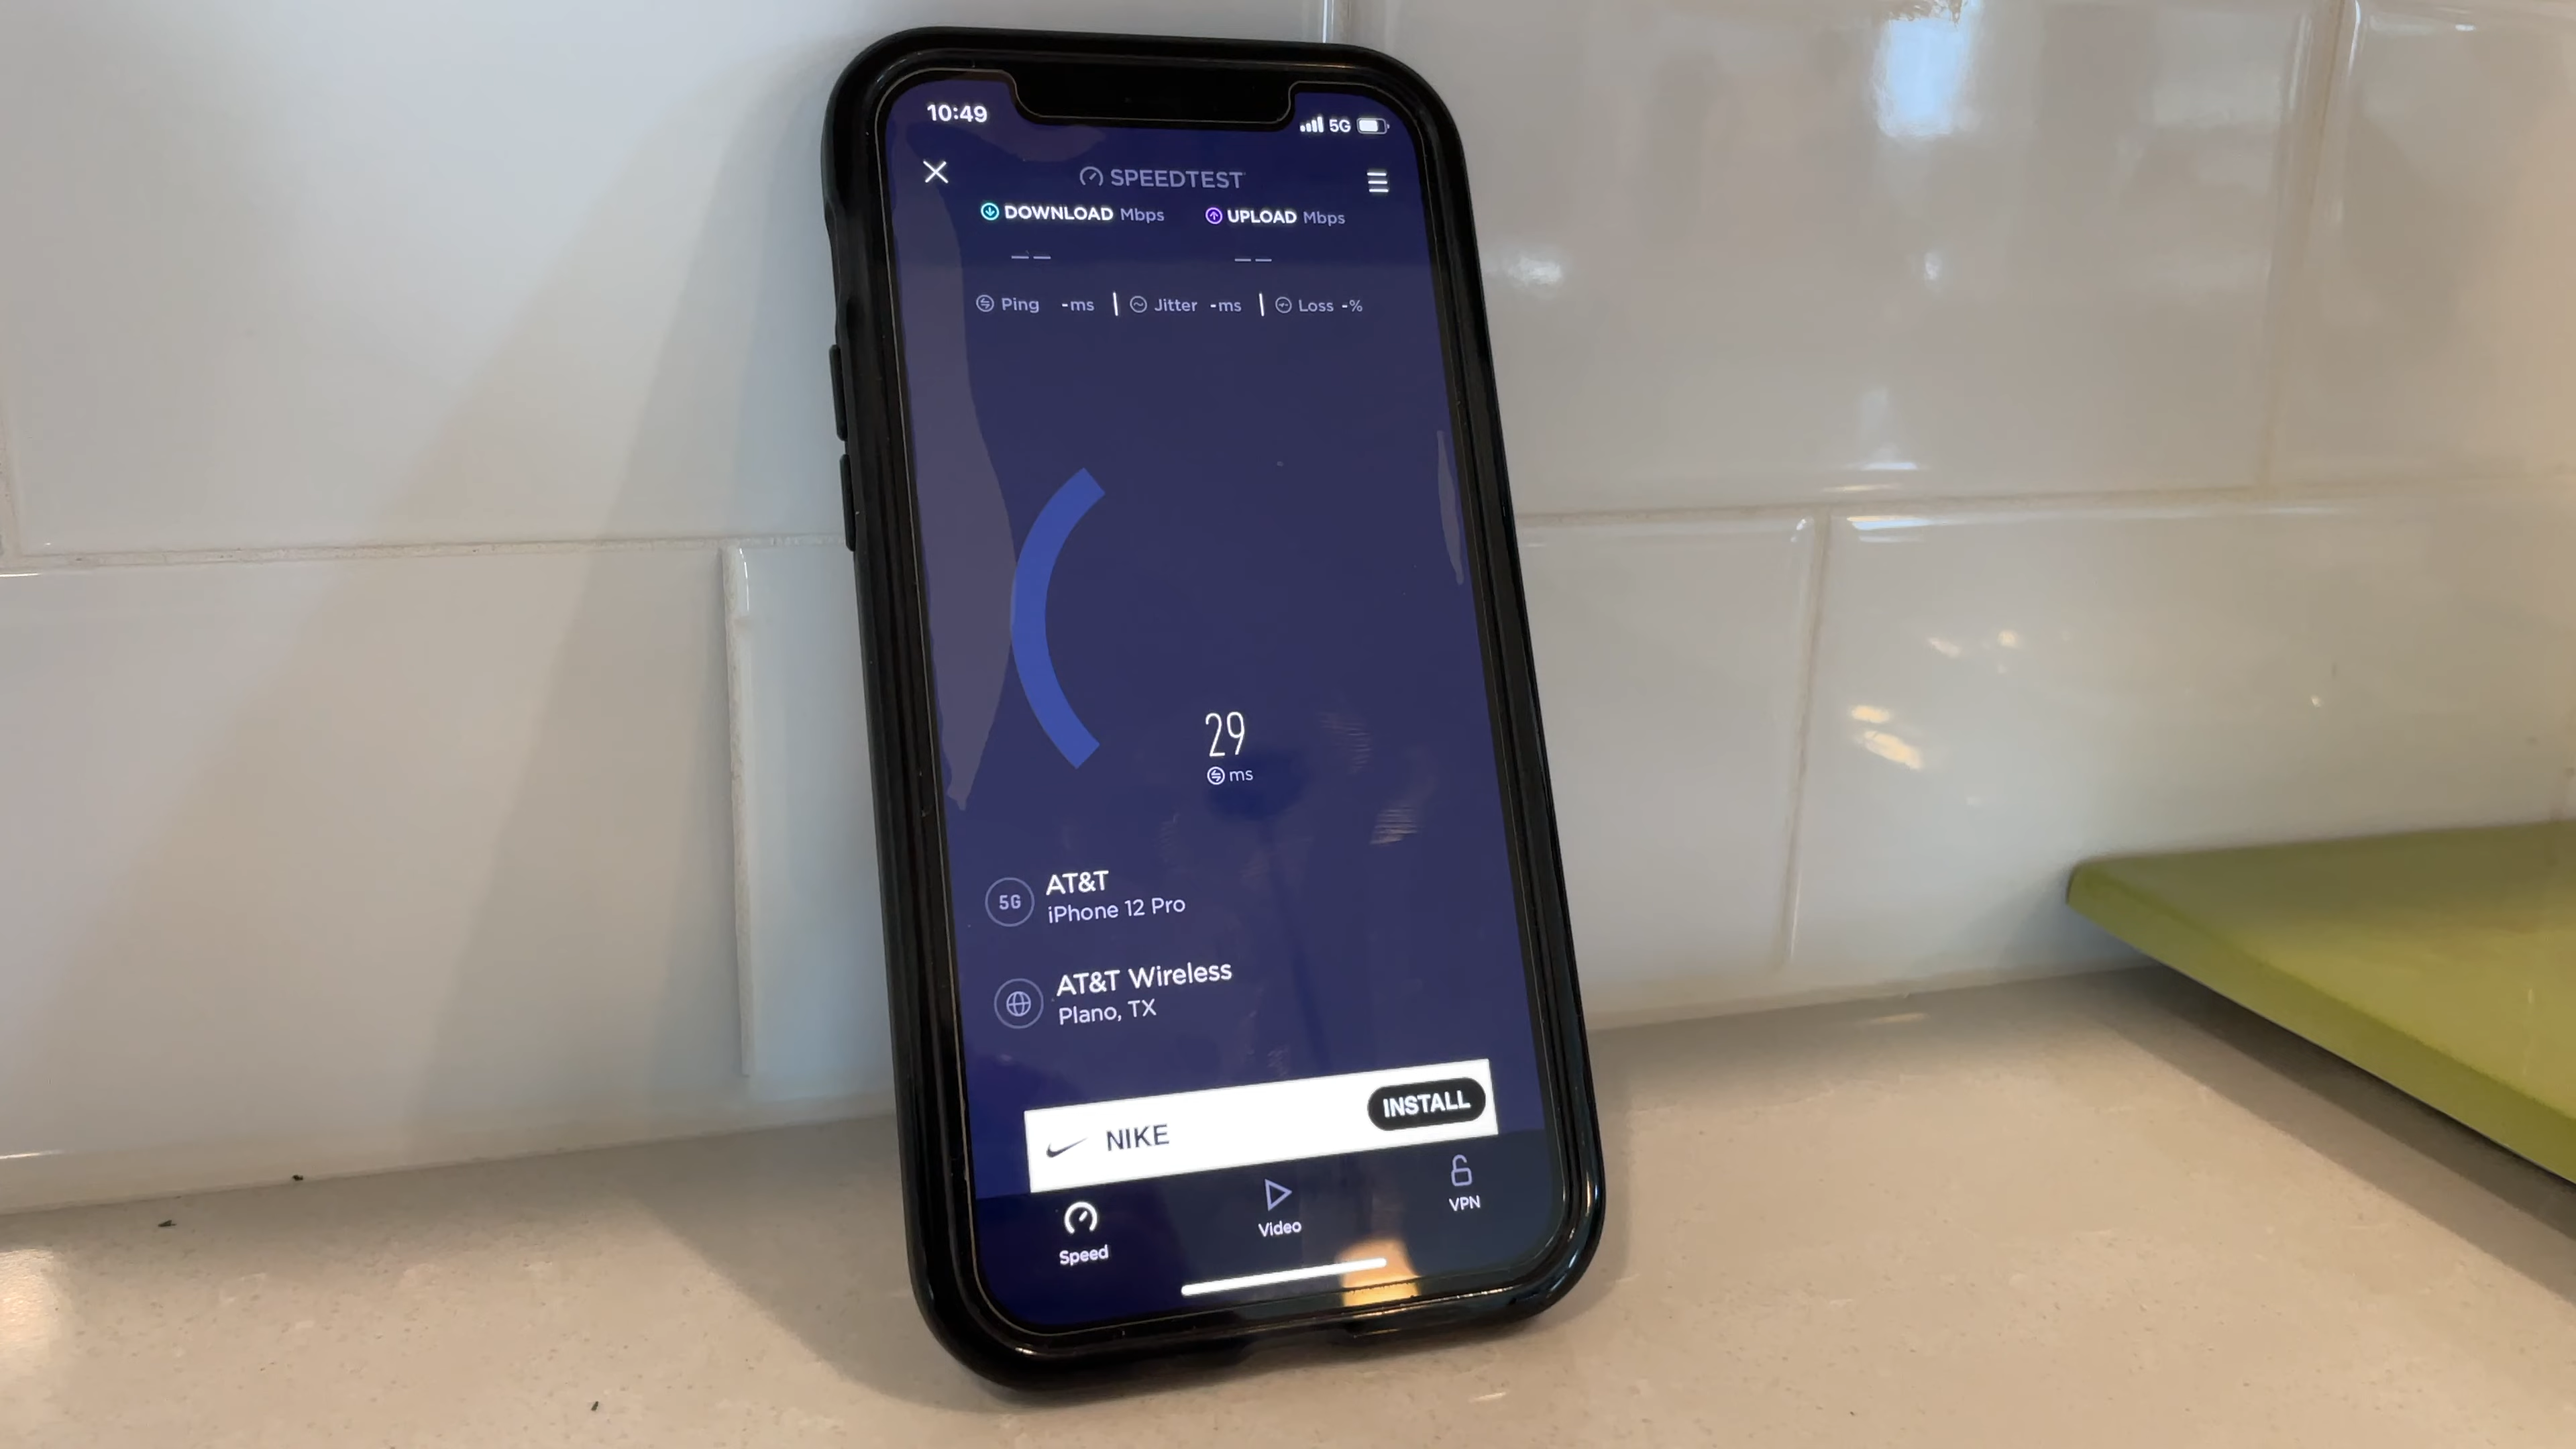 10:49
5G
SPEEDTEST
DOWNLOAD Mbps UPLOAD Mbps
— — — —
Ping -ms | Jitter -ms | Loss -%
29
ms
5G
AT&T
iPhone 12 Pro
AT&T Wireless
Plano, TX
NIKE INSTALL
Speed Video VPN